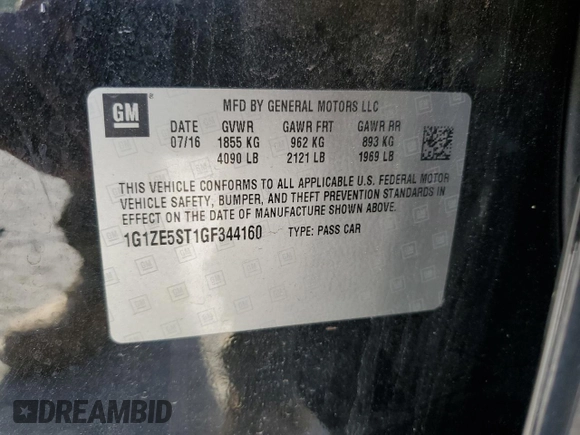 GM
MFD BY GENERAL MOTORS LLC
DATE GVWR GAWR FRT GAWR RR
07/16 1855 KG 962 KG 893 KG
4090 LB 2121 LB 1969 LB
THIS VEHICLE CONFORMS TO ALL APPLICABLE U.S. FEDERAL MOTOR
VEHICLE SAFETY, BUMPER, AND THEFT PREVENTION STANDARDS IN
EFFECT ON THE DATE OF MANUFACTURE SHOWN ABOVE.
1G1ZE5ST1GF344160 TYPE: PASS CAR
DREAMBID